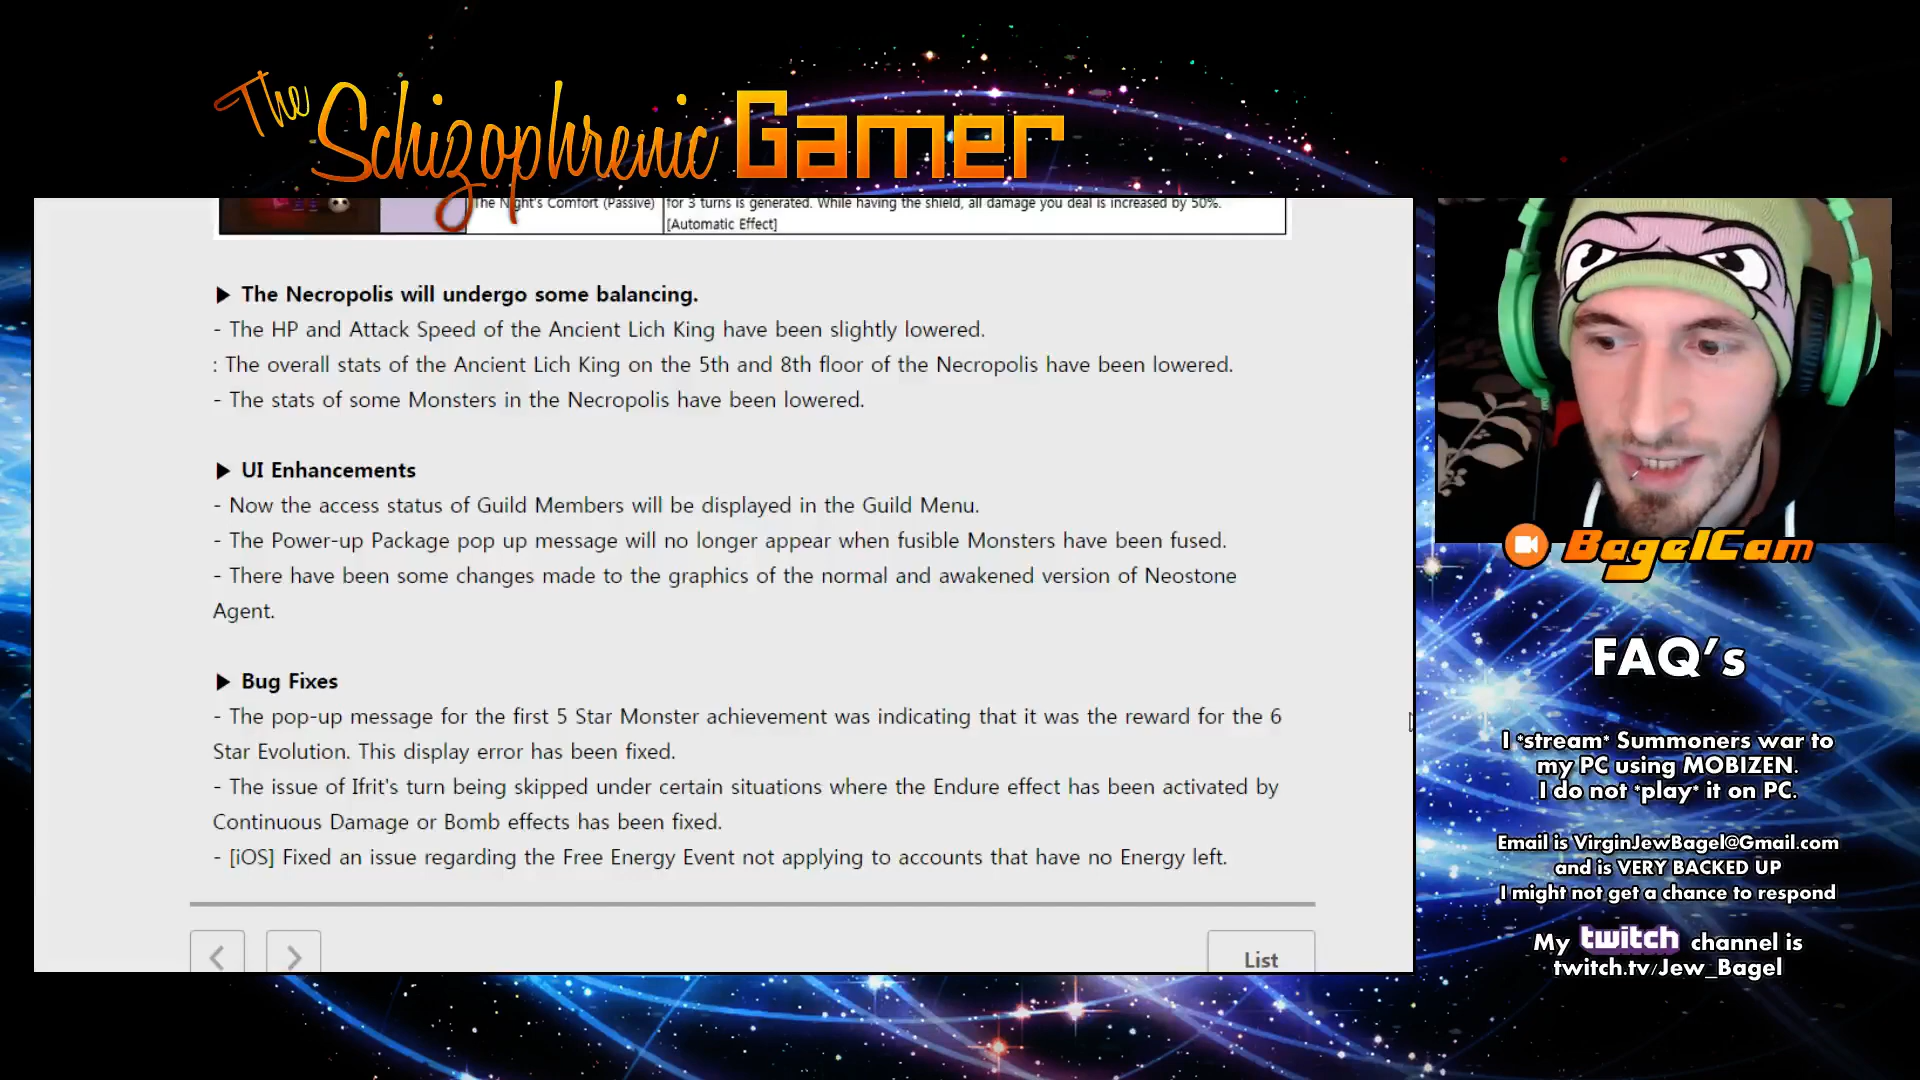 The Schizophrenic Gamer
The Night's Comfort (Passive)
for 3 turns is generated. While having the shield, all damage you deal is increased by 50%.
[Automatic Effect]
▶ The Necropolis will undergo some balancing.
- The HP and Attack Speed of the Ancient Lich King have been slightly lowered.
: The overall stats of the Ancient Lich King on the 5th and 8th floor of the Necropolis have been lowered.
- The stats of some Monsters in the Necropolis have been lowered.
▶ UI Enhancements
- Now the access status of Guild Members will be displayed in the Guild Menu.
- The Power-up Package pop up message will no longer appear when fusible Monsters have been fused.
- There have been some changes made to the graphics of the normal and awakened version of Neostone
Agent.
▶ Bug Fixes
- The pop-up message for the first 5 Star Monster achievement was indicating that it was the reward for the 6
Star Evolution. This display error has been fixed.
- The issue of Ifrit's turn being skipped under certain situations where the Endure effect has been activated by
Continuous Damage or Bomb effects has been fixed.
- [iOS] Fixed an issue regarding the Free Energy Event not applying to accounts that have no Energy left.
< >
List
BagelCam
FAQ's
I *stream* Summoners war to
my PC using MOBIZEN.
I do not *play* it on PC.
Email is VirginJewBagel@Gmail.com
and is VERY BACKED UP
I might not get a chance to respond
My twitch channel is
twitch.tv/Jew_Bagel